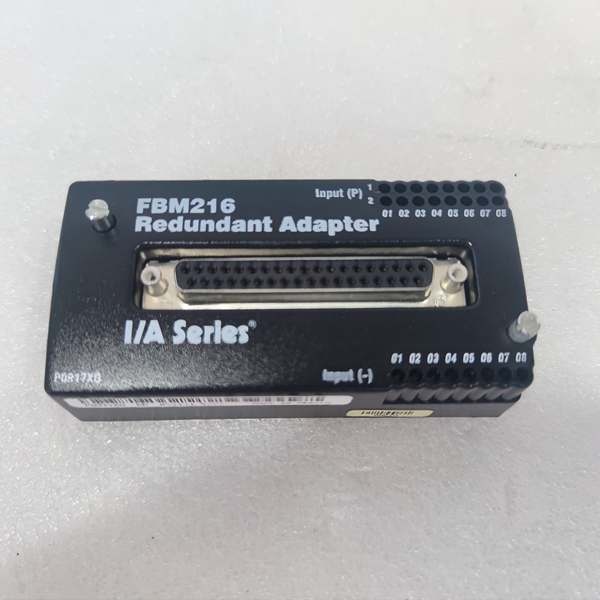 FBM216
Redundant Adapter
Input (P) 1
2
01 02 03 04 05 06 07 08
I/A Series®
01 02 03 04 05 06 07 08
Input (-)